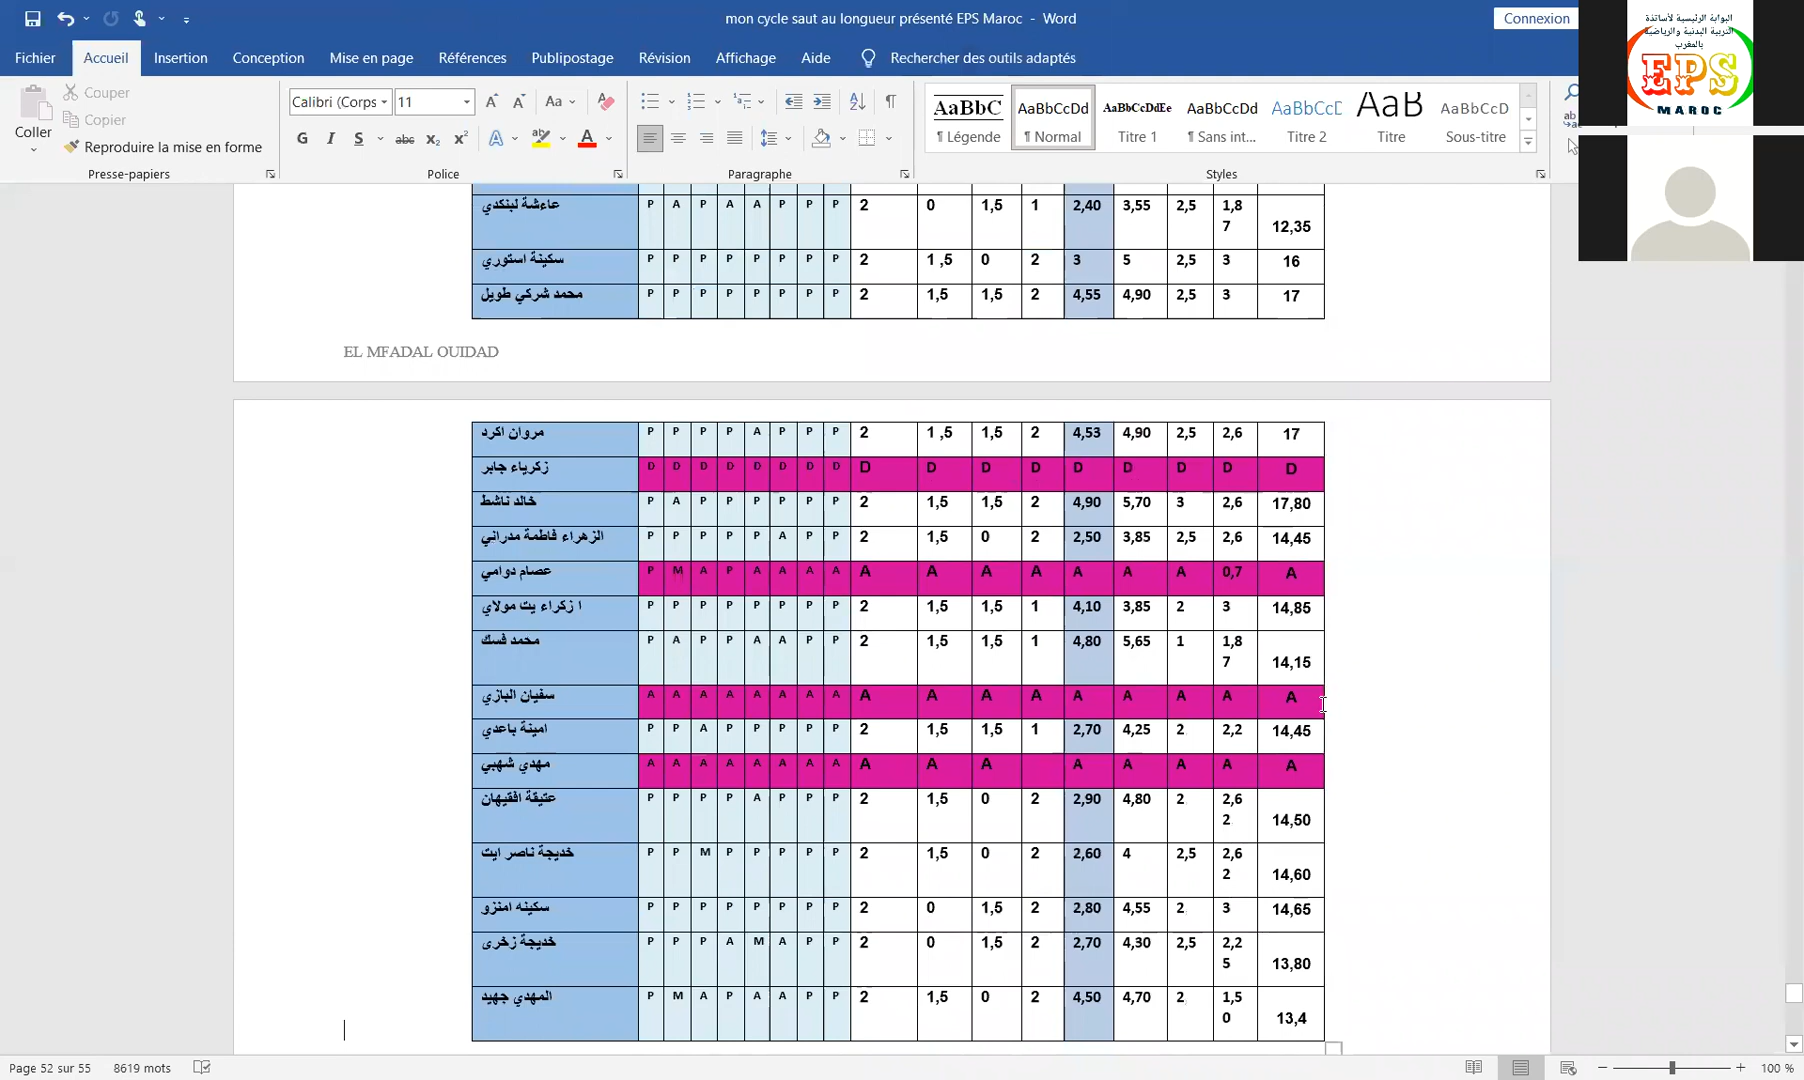 mon cycle saut au longueur présenté EPS Maroc - Word
Connexion
Fichier Accueil Insertion Conception Mise en page Références Publipostage Révision Affichage Aide Rechercher des outils adaptés
Coller
Couper
Copier
Reproduire la mise en forme
Presse-papiers
Calibri (Corps 11
Police
Paragraphe
AaBbC ¶ Légende
AaBbCcDd ¶ Normal
AaBbCcDdEe Titre 1
AaBbCcDd ¶ Sans int...
AaBbCcD Titre 2
AaB Titre
AaBbCcD Sous-titre
Styles
البوابة الرئيسية لأساتذة
التربية البدنية والرياضية
بالمغرب
EPS
MAROC
عاءشة لبنكدي P A P A A P P P 2 0 1,5 1 2,40 3,55 2,5 1,87 12,35
سكينة استوري P P P P P P P P 2 1 ,5 0 2 3 5 2,5 3 16
محمد شركي طويل P P P P P P P P 2 1,5 1,5 2 4,55 4,90 2,5 3 17
EL MFADAL OUIDAD
مروان اكرد P P P P A P P P 2 1 ,5 1,5 2 4,53 4,90 2,5 2,6 17
زكرياء جابر D D D D D D D D D D D D D D D D D
خالد ناشط P A P P P P P P 2 1,5 1,5 2 4,90 5,70 3 2,6 17,80
الزهراء فاطمة مدراني P P P P P A P P 2 1,5 0 2 2,50 3,85 2,5 2,6 14,45
عصام دوامي P M A P A A A A A A A A A A A 0,7 A
ا زكراء يت مولاي P P P P P P P P 2 1,5 1,5 1 4,10 3,85 2 3 14,85
محمد فسك P A P P A A P P 2 1,5 1,5 1 4,80 5,65 1 1,87 14,15
سفيان البازي A A A A A A A A A A A A A A A A A
امينة باعدي P P A P P P P P 2 1,5 1,5 1 2,70 4,25 2 2,2 14,45
مهدي شهبي A A A A A A A A A A A A A A A A
عتيقة افقيهان P P P P A P P P 2 1,5 0 2 2,90 4,80 2 2,62 14,50
خديجة ناصر ايت P P M P P P P P 2 1,5 0 2 2,60 4 2,5 2,62 14,60
سكينه امنزو P P P P P P P P 2 0 1,5 2 2,80 4,55 2 3 14,65
خديجة زخرى P P P A M A P P 2 0 1,5 2 2,70 4,30 2,5 2,25 13,80
المهدي جهيد P M A P A A P P 2 1,5 0 2 4,50 4,70 2 1,50 13,4
Page 52 sur 55 8619 mots 100 %